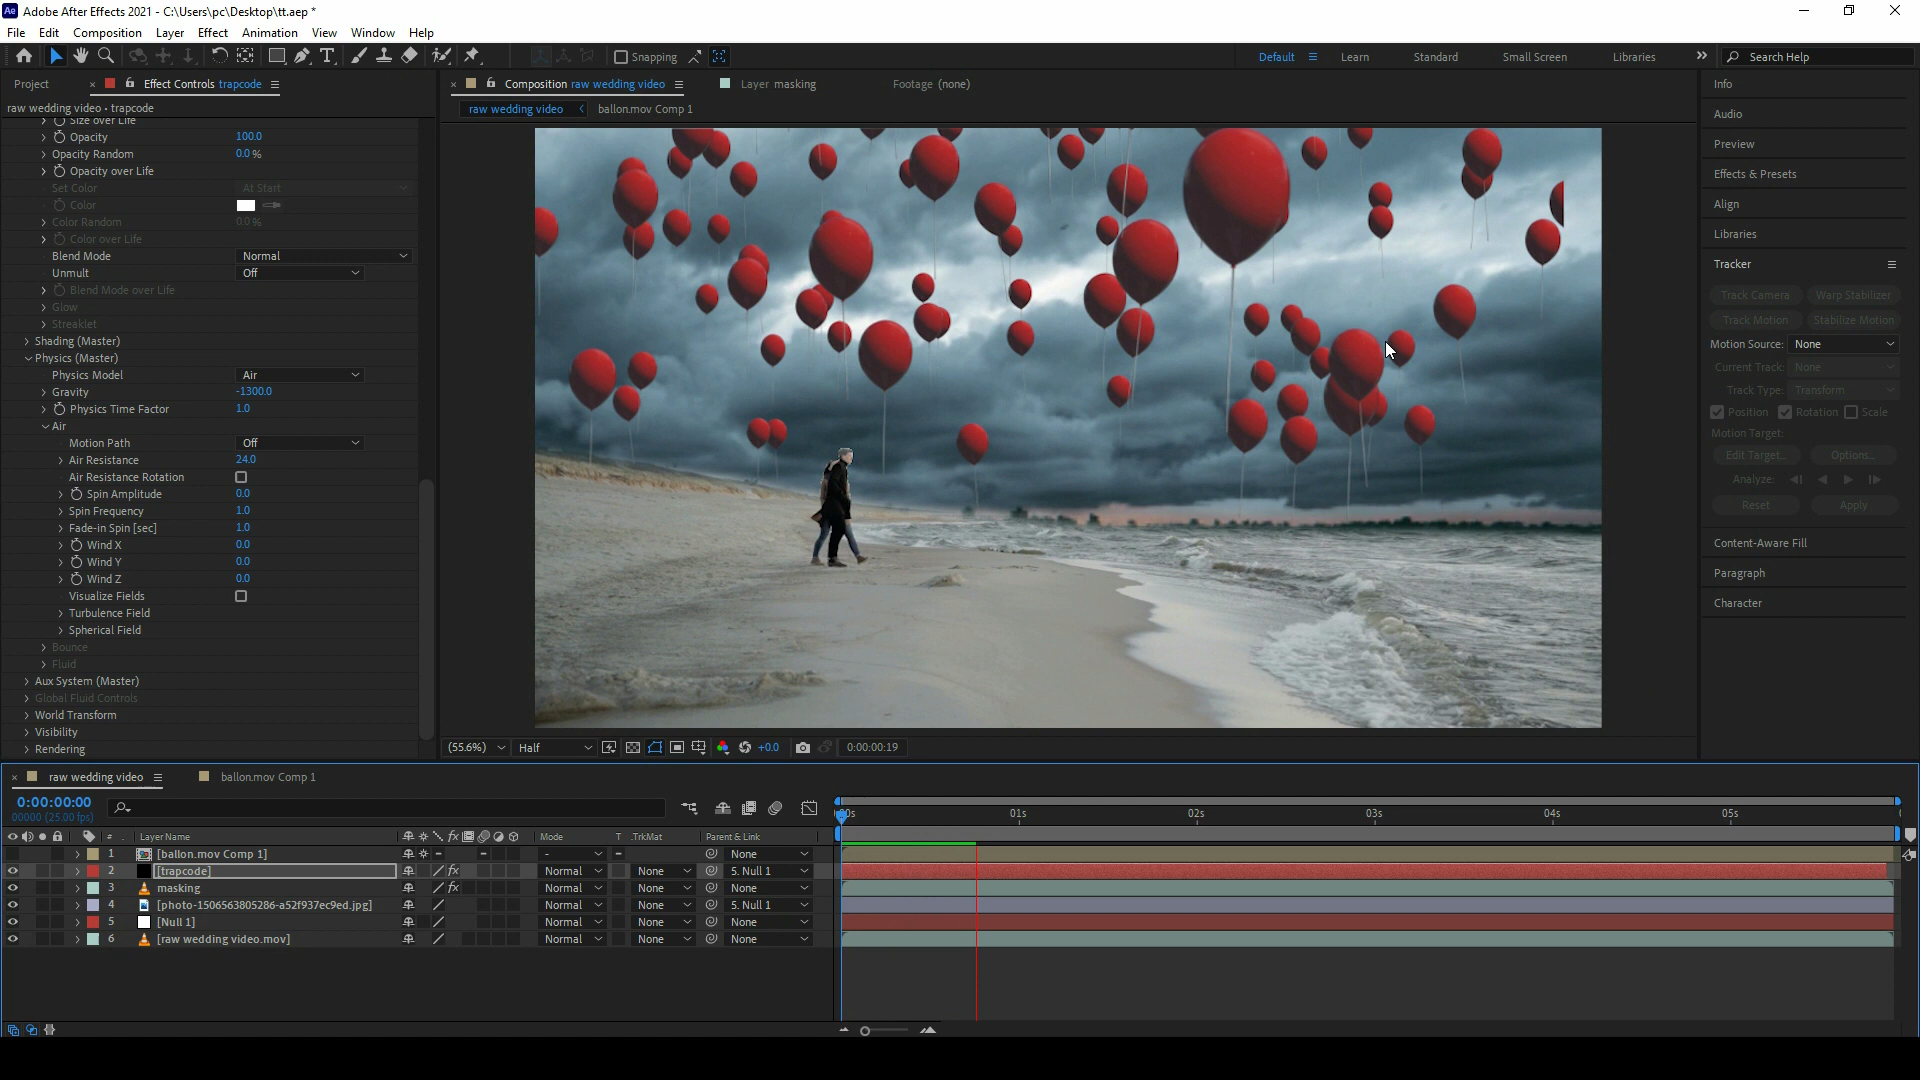 Ae Adobe After Effects 2021 - C:\Users\pc\Desktop\tt.aep *
File Edit Composition Layer Effect Animation View Window Help
Snapping
Default Learn Standard Small Screen Libraries Search Help
Project Effect Controls trapcode
raw wedding video • trapcode
Size over Life
Opacity 100.0
Opacity Random 0.0 %
Opacity over Life
Set Color At Start
Color
Color Random 0.0 %
Color over Life
Blend Mode Normal
Unmult Off
Blend Mode over Life
Glow
Streaklet
Shading (Master)
Physics (Master)
Physics Model Air
Gravity -1300.0
Physics Time Factor 1.0
Air
Motion Path Off
Air Resistance 24.0
Air Resistance Rotation
Spin Amplitude 0.0
Spin Frequency 1.0
Fade-in Spin [sec] 1.0
Wind X 0.0
Wind Y 0.0
Wind Z 0.0
Visualize Fields
Turbulence Field
Spherical Field
Bounce
Fluid
Aux System (Master)
Global Fluid Controls
World Transform
Visibility
Rendering
Composition raw wedding video Layer masking Footage (none)
raw wedding video ballon.mov Comp 1
(55.6%) Half +0.0 0:00:00:19
Info
Audio
Preview
Effects & Presets
Align
Libraries
Tracker
Track Camera Warp Stabilizer
Track Motion Stabilize Motion
Motion Source: None
Current Track: None
Track Type: Transform
Position Rotation Scale
Motion Target:
Edit Target... Options...
Analyze:
Reset Apply
Content-Aware Fill
Paragraph
Character
raw wedding video ballon.mov Comp 1
0:00:00:00
00000 (25.00 fps)
# Layer Name fx Mode T .TrkMat Parent & Link
1 [ballon.mov Comp 1] - None
2 [trapcode] fx Normal None 5. Null 1
3 masking fx Normal None None
4 [photo-1506563805286-a52f937ec9ed.jpg] Normal None 5. Null 1
5 [Null 1] Normal None None
6 [raw wedding video.mov] Normal None None
01s 02s 03s 04s 05s